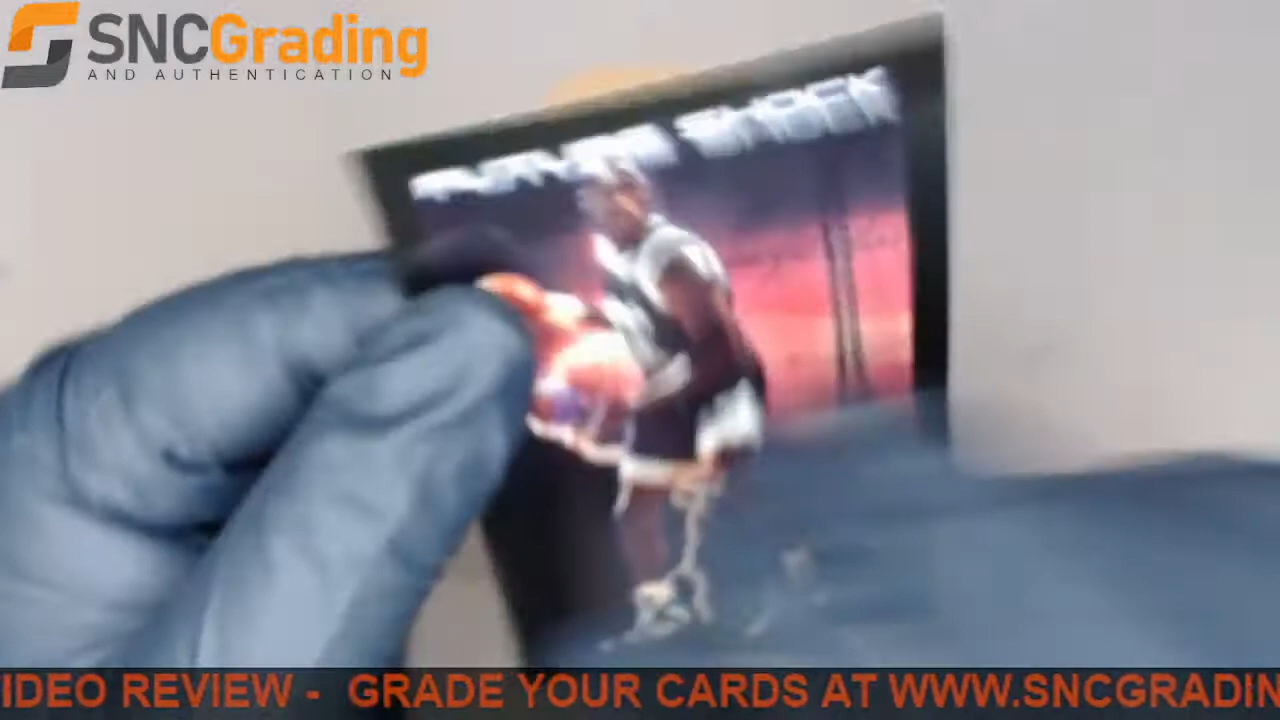 SNCGrading
AND AUTHENTICATION
IDEO REVIEW - GRADE YOUR CARDS AT WWW.SNCGRADIN